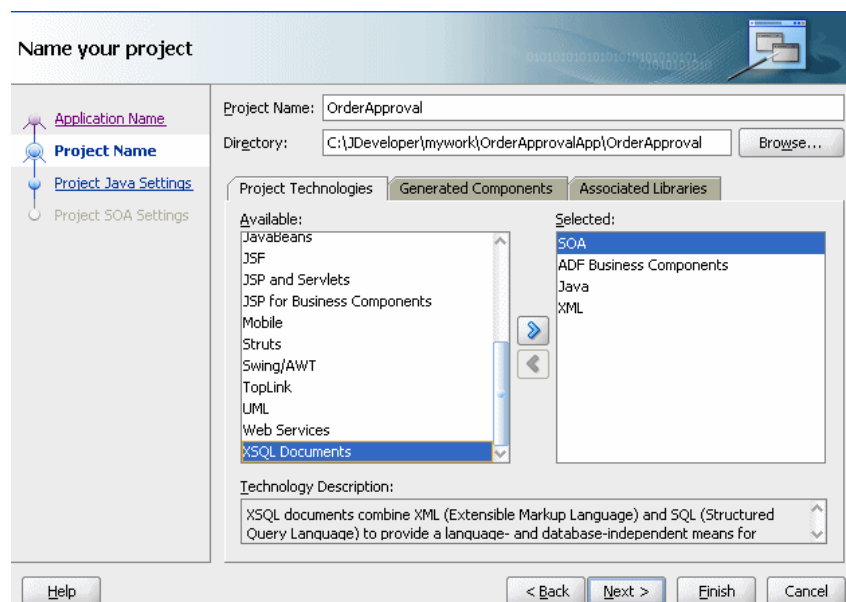 Name your project
Application Name
Project Name
Project Java Settings
Project SOA Settings
Project Name: OrderApproval
Directory: C:\JDeveloper\mywork\OrderApprovalApp\OrderApproval Browse...
Project Technologies Generated Components Associated Libraries
Available:
JavaBeans
JSF
JSP and Servlets
JSP for Business Components
Mobile
Struts
Swing/AWT
TopLink
UML
Web Services
XSQL Documents
Selected:
SOA
ADF Business Components
Java
XML
Technology Description:
XSQL documents combine XML (Extensible Markup Language) and SQL (Structured
Query Language) to provide a language- and database-independent means for
Help < Back Next > Finish Cancel